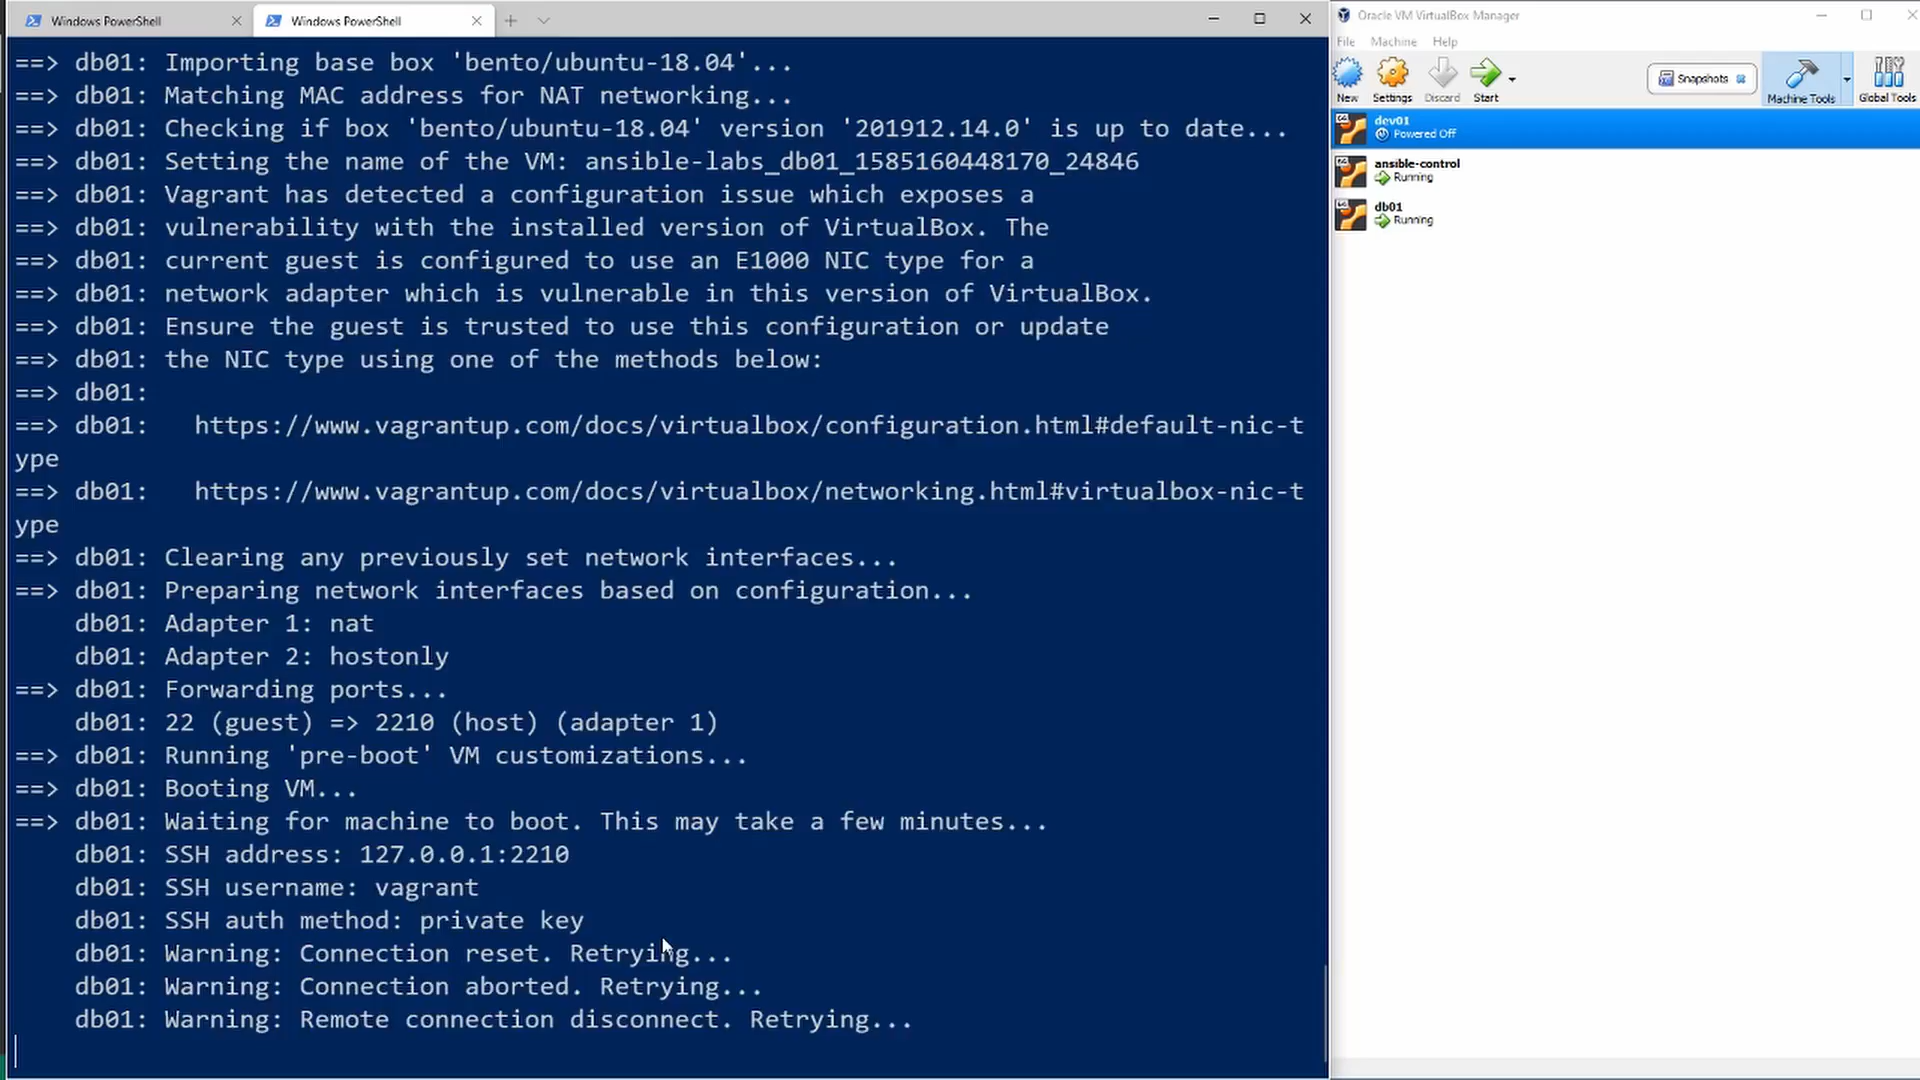 Windows PowerShell
Windows PowerShell
==> db01: Importing base box 'bento/ubuntu-18.04'...
==> db01: Matching MAC address for NAT networking...
==> db01: Checking if box 'bento/ubuntu-18.04' version '201912.14.0' is up to date...
==> db01: Setting the name of the VM: ansible-labs_db01_1585160448170_24846
==> db01: Vagrant has detected a configuration issue which exposes a
==> db01: vulnerability with the installed version of VirtualBox. The
==> db01: current guest is configured to use an E1000 NIC type for a
==> db01: network adapter which is vulnerable in this version of VirtualBox.
==> db01: Ensure the guest is trusted to use this configuration or update
==> db01: the NIC type using one of the methods below:
==> db01:
==> db01:   https://www.vagrantup.com/docs/virtualbox/configuration.html#default-nic-t
ype
==> db01:   https://www.vagrantup.com/docs/virtualbox/networking.html#virtualbox-nic-t
ype
==> db01: Clearing any previously set network interfaces...
==> db01: Preparing network interfaces based on configuration...
    db01: Adapter 1: nat
    db01: Adapter 2: hostonly
==> db01: Forwarding ports...
    db01: 22 (guest) => 2210 (host) (adapter 1)
==> db01: Running 'pre-boot' VM customizations...
==> db01: Booting VM...
==> db01: Waiting for machine to boot. This may take a few minutes...
    db01: SSH address: 127.0.0.1:2210
    db01: SSH username: vagrant
    db01: SSH auth method: private key
    db01: Warning: Connection reset. Retrying...
    db01: Warning: Connection aborted. Retrying...
    db01: Warning: Remote connection disconnect. Retrying...
Oracle VM VirtualBox Manager
File Machine Help
New Settings Discard Start Snapshots Machine Tools Global Tools
dev01
Powered Off
ansible-control
Running
db01
Running